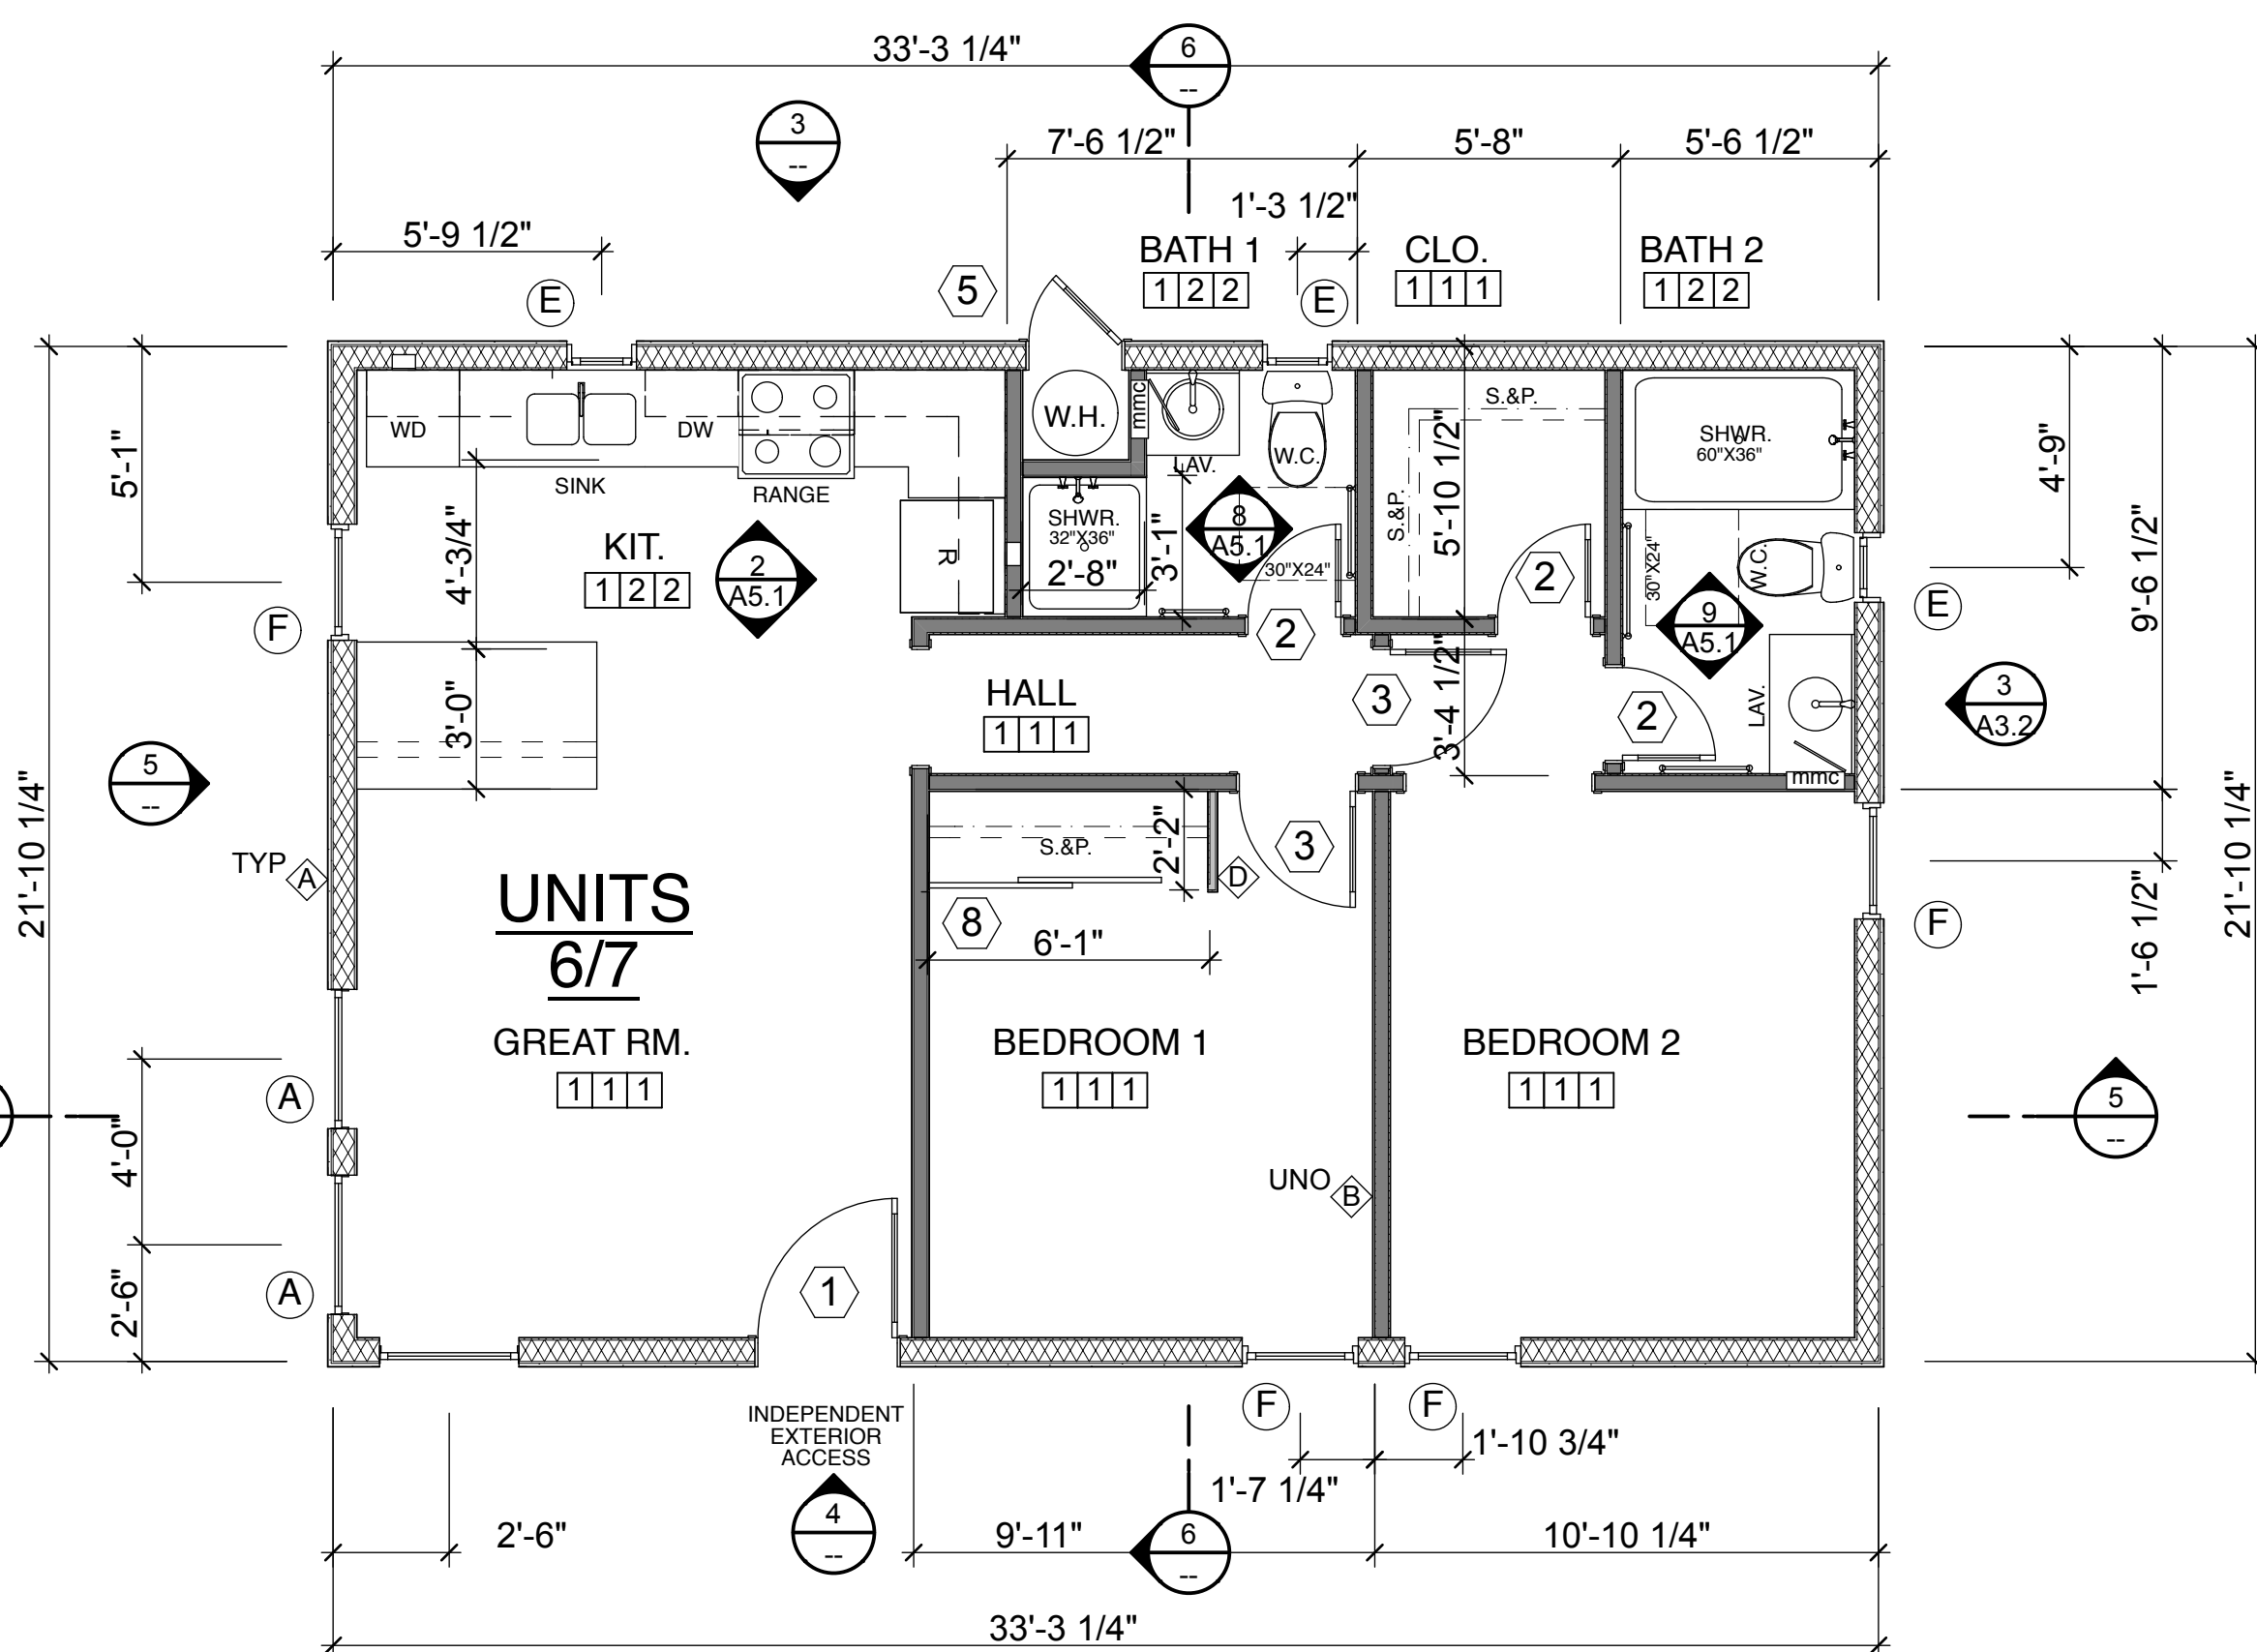 33'-3 1/4"
6
--
3
--
7'-6 1/2"
5'-8"
5'-6 1/2"
1'-3 1/2"
5'-9 1/2"
BATH 1
1 2 2
CLO.
1 1 1
BATH 2
1 2 2
E
5
E
5'-1"
WD
SINK
DW
RANGE
W.H.
mmc
LAV.
W.C.
S.&P.
S.&P.
5'-10 1/2"
SHWR.
60"X36"
4'-9"
9'-6 1/2"
4'-3/4"
KIT.
1 2 2
2
A5.1
R
SHWR.
32"X36"
2'-8"
3'-1"
8
A5.1
30"X24"
2
30"X24"
W.C.
9
A5.1
E
F
2
3'-0"
HALL
1 1 1
3
3'-4 1/2"
2
LAV.
mmc
3
A3.2
5
--
21'-10 1/4"
TYP
A
UNITS
6/7
S.&P.
2'-2"
D
3
8
6'-1"
F
1'-6 1/2"
21'-10 1/4"
GREAT RM.
1 1 1
BEDROOM 1
1 1 1
BEDROOM 2
1 1 1
A
4'-0"
5
--
UNO
B
A
2'-6"
1
INDEPENDENT
EXTERIOR
ACCESS
4
--
F
F
1'-10 3/4"
1'-7 1/4"
2'-6"
9'-11"
6
--
10'-10 1/4"
33'-3 1/4"